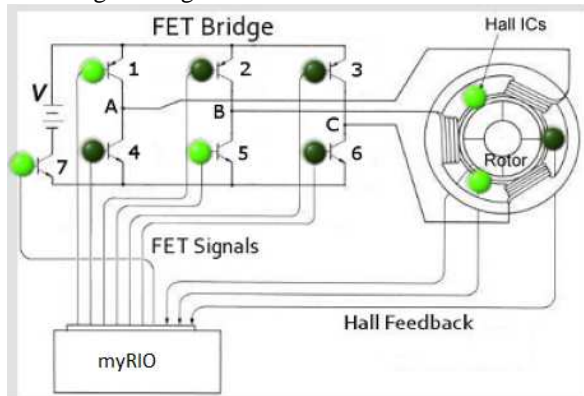 FET Bridge
Hall ICs
1
2
3
V
A
B
C
4
5
6
7
Rotor
FET Signals
Hall Feedback
myRIO